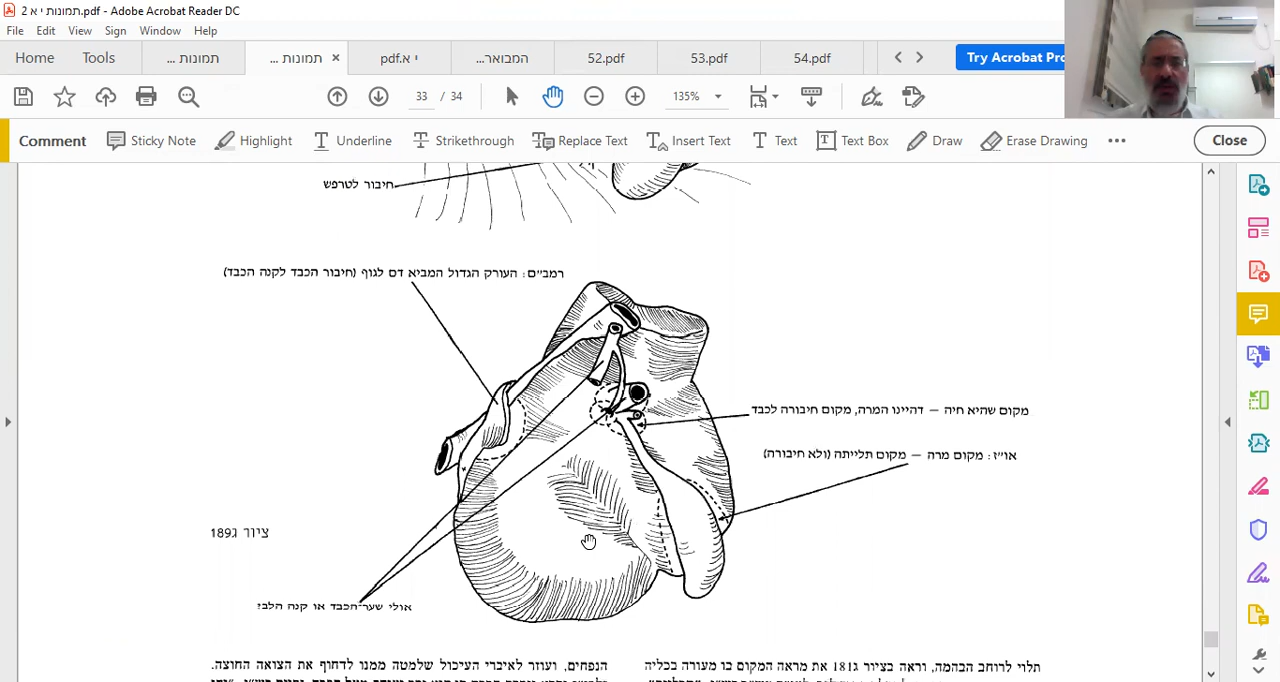 תמונות י א 2.pdf - Adobe Acrobat Reader DC
File Edit View Sign Window Help
Home Tools תמונות ... תמונות ... × י א.pdf המבואר... 52.pdf 53.pdf 54.pdf Try Acrobat Pro
33 / 34 135%
Comment Sticky Note Highlight Underline Strikethrough Replace Text Insert Text Text Text Box Draw Erase Drawing Close
חיבור לטרפש
רמב״ם: העורק הגדול המביא דם לגוף (חיבור הכבד לקנה הכבד)
מקום שהיא חיה — דהיינו המרה, מקום חיבורה לכבד
או״ז: מקום מרה — מקום תלייתה (ולא חיבורה)
ציור ג189
אולי שער-הכבד או קנה הלב?
תלוי לרוחב הבהמה, וראה בציור ג181 את מראה המקום בו מעורה בכליה
הנפחים, ועוזר לאיברי העיכול שלמטה ממנו לדחוף את הצואה החוצה.